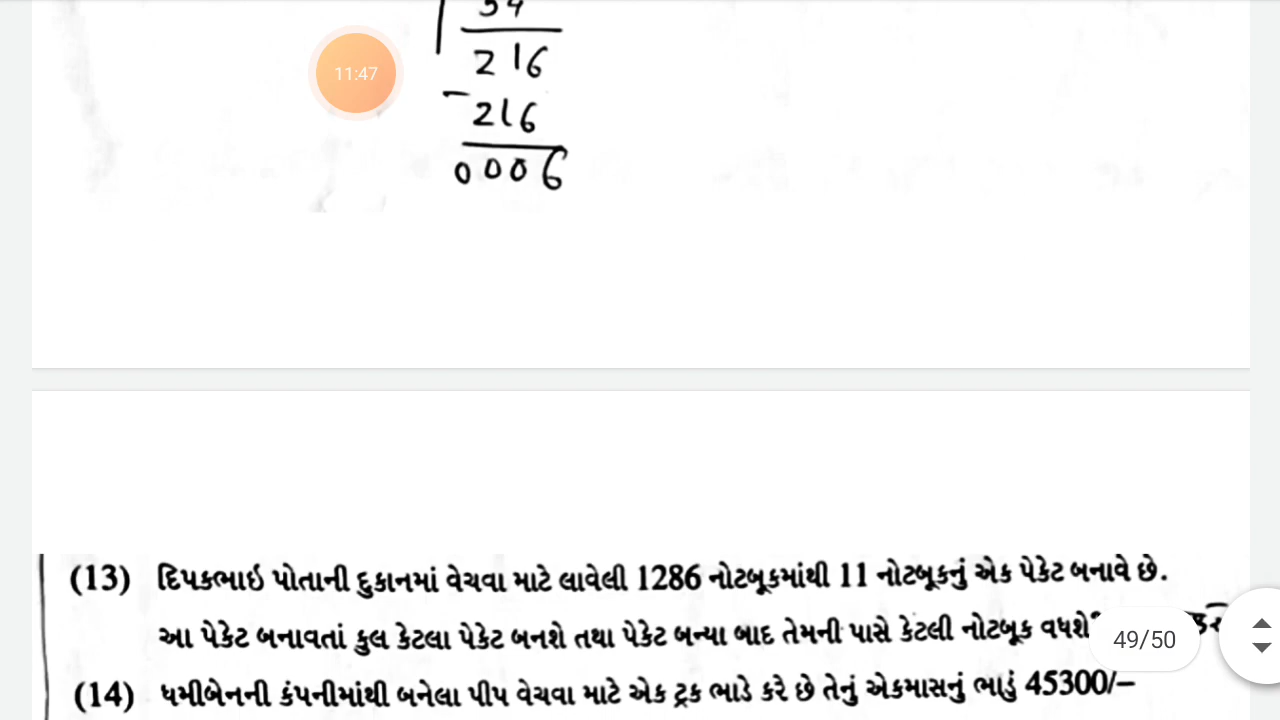 54
11:47
216
- 216
0006
(13) દિપકભાઇ પોતાની દુકાનમાં વેચવા માટે લાવેલી 1286 નોટબૂકમાંથી 11 નોટબૂકનું એક પેકેટ બનાવે છે.
આ પેકેટ બનાવતાં કુલ કેટલા પેકેટ બનશે તથા પેકેટ બન્યા બાદ તેમની પાસે કેટલી નોટબૂક વધશે
49/50
(14) ધમીબેનની કંપનીમાંથી બનેલા પીપ વેચવા માટે એક ટ્રક ભાડે કરે છે તેનું એકમાસનું ભાડું 45300/–